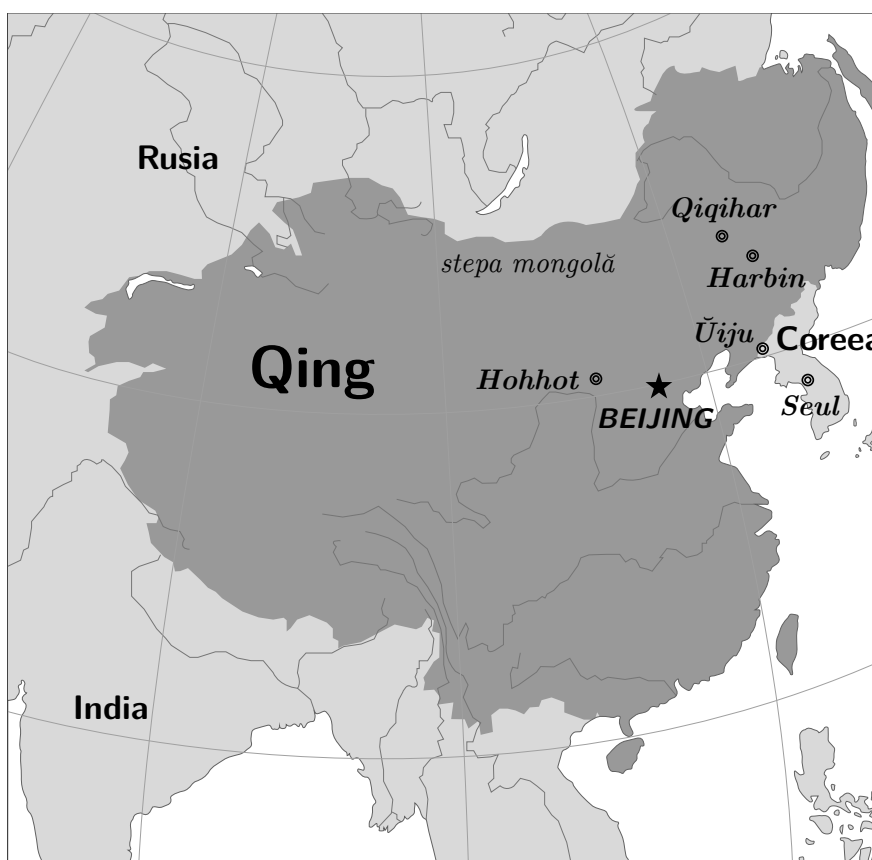 Rusia
Qiqihar
stepa mongolă
Harbin
Ŭiju
Coreea
Qing
Hohhot
Seul
BEIJING
India